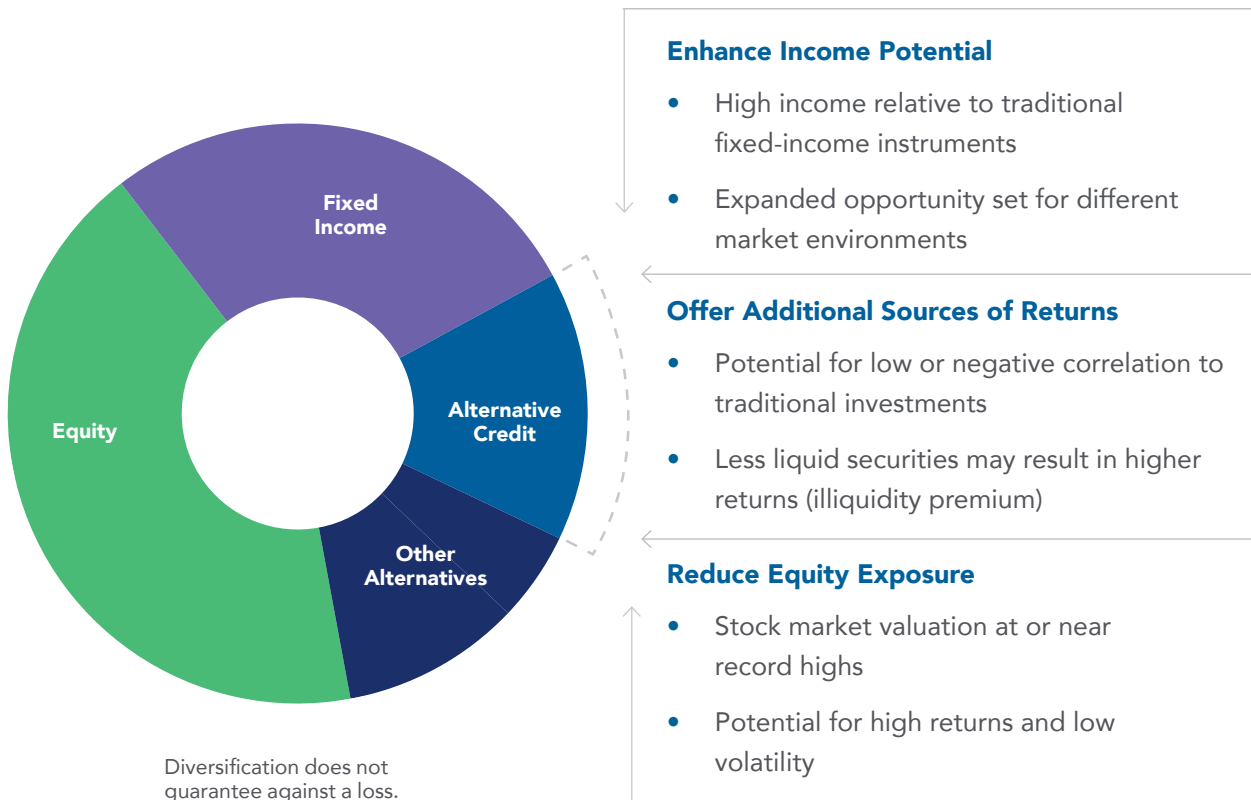 Fixed
Income
Equity
Alternative
Credit
Other
Alternatives
Diversification does not
guarantee against a loss.
Enhance Income Potential
• High income relative to traditional
fixed-income instruments
• Expanded opportunity set for different
market environments
Offer Additional Sources of Returns
• Potential for low or negative correlation to
traditional investments
• Less liquid securities may result in higher
returns (illiquidity premium)
Reduce Equity Exposure
• Stock market valuation at or near
record highs
• Potential for high returns and low
volatility